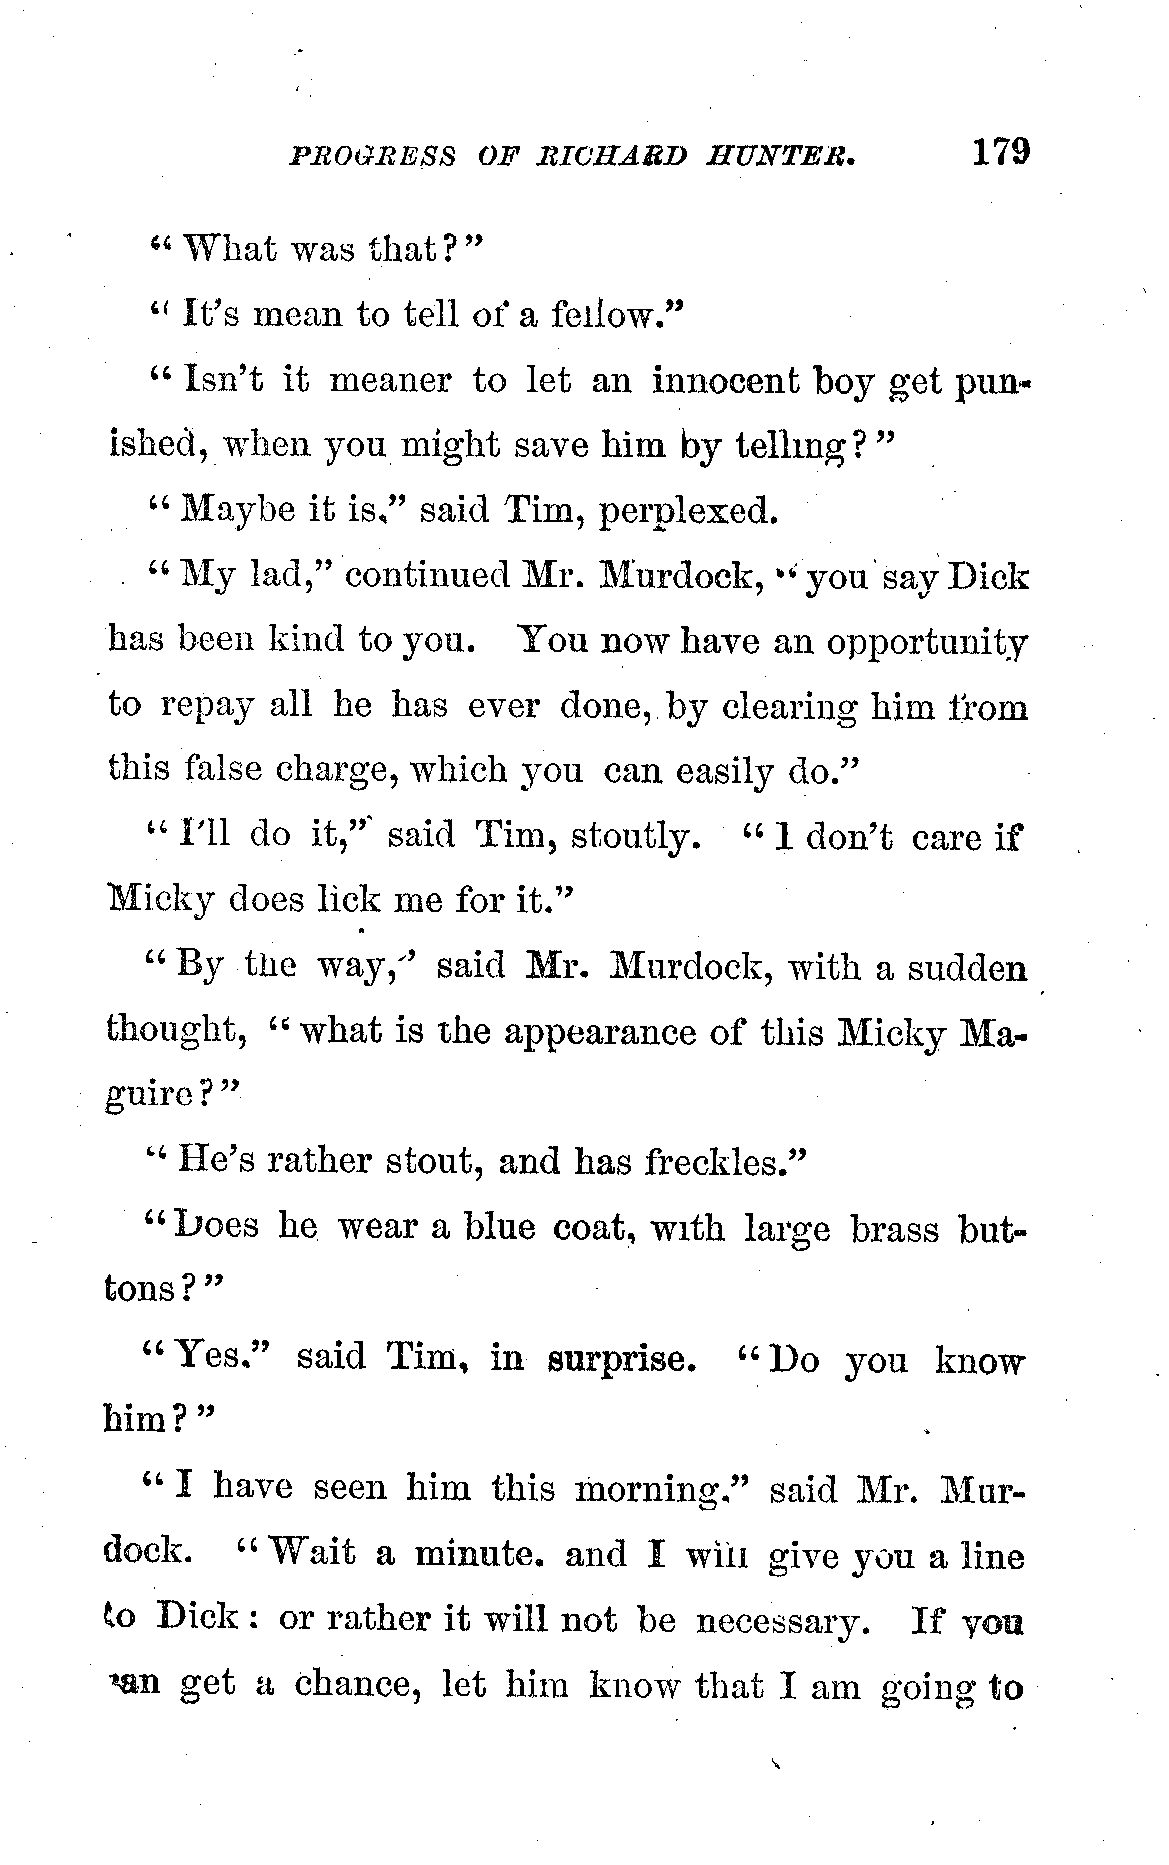 PROGRESS OF RICHARD HUNTER. 179
“ What was that?”
“ It’s mean to tell of a fellow.”
“ Isn’t it meaner to let an innocent boy get pun-
ished, when you might save him by telling?”
“ Maybe it is,” said Tim, perplexed.
“ My lad,” continued Mr. Murdock, “ you say Dick
has been kind to you. You now have an opportunity
to repay all he has ever done, by clearing him from
this false charge, which you can easily do.”
“ I’ll do it,” said Tim, stoutly. “ I don’t care if
Micky does lick me for it.”
“ By the way,” said Mr. Murdock, with a sudden
thought, “ what is the appearance of this Micky Ma-
guire?”
“ He’s rather stout, and has freckles.”
“ Does he wear a blue coat, with large brass but-
tons?”
“ Yes,” said Tim, in surprise. “ Do you know
him?”
“ I have seen him this morning,” said Mr. Mur-
dock. “ Wait a minute, and I will give you a line
to Dick: or rather it will not be necessary. If you
can get a chance, let him know that I am going to